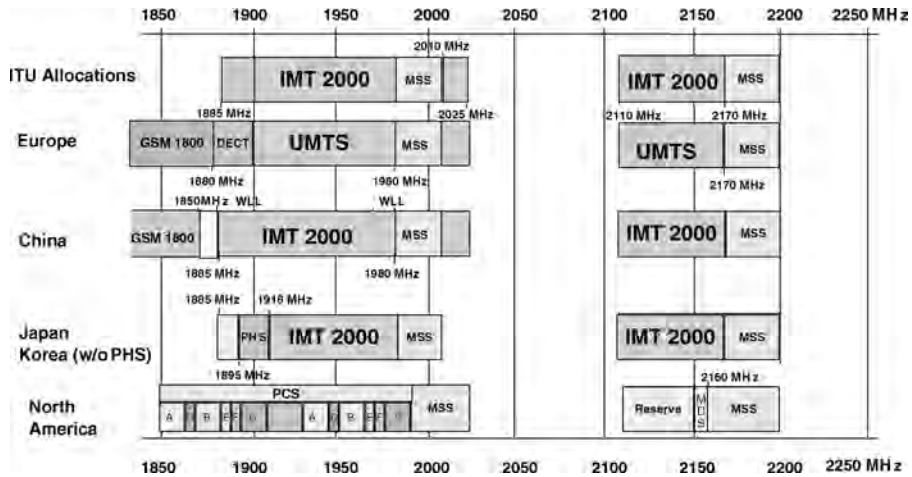 1850 1900 1950 2000 2050 2100 2150 2200 2250 MHz
2010 MHz
ITU Allocations IMT 2000 MSS IMT 2000 MSS
1885 MHz 2025 MHz 2110 MHz 2170 MHz
Europe GSM 1800 DECT UMTS MSS UMTS MSS
1880 MHz 1980 MHz 2170 MHz
1850MHz WLL WLL
China GSM 1800 IMT 2000 MSS IMT 2000 MSS
1885 MHz 1980 MHz
1885 MHz 1918 MHz
Japan
Korea (w/o PHS) PHS IMT 2000 MSS IMT 2000 MSS
1895 MHz 2160 MHz
PCS
North
America A B A B MSS Reserve MDS MSS
1850 1900 1950 2000 2050 2100 2150 2200 2250 MHz